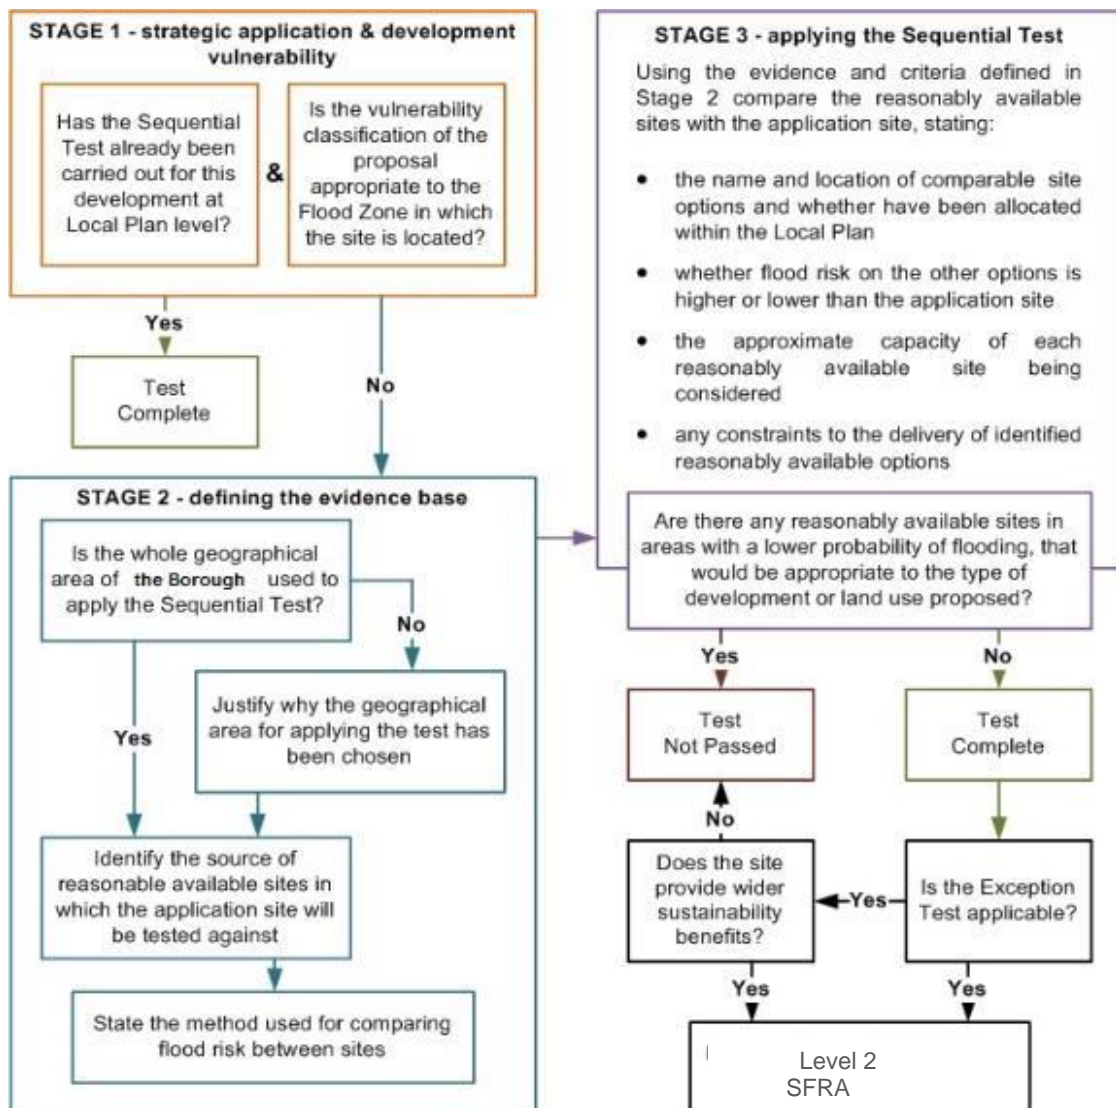 STAGE 1 - strategic application & development
vulnerability
Has the Sequential
Test already been
carried out for this
development at
Local Plan level?
&
Is the vulnerability
classification of the
proposal
appropriate to the
Flood Zone in which
the site is located?
Yes
Test
Complete
No
STAGE 2 - defining the evidence base
Is the whole geographical
area of the Borough used to
apply the Sequential Test?
No
Justify why the geographical
area for applying the test has
been chosen
Yes
Identify the source of
reasonable available sites in
which the application site will
be tested against
State the method used for comparing
flood risk between sites
STAGE 3 - applying the Sequential Test
Using the evidence and criteria defined in
Stage 2 compare the reasonably available
sites with the application site, stating:
• the name and location of comparable site
options and whether have been allocated
within the Local Plan
• whether flood risk on the other options is
higher or lower than the application site
• the approximate capacity of each
reasonably available site being
considered
• any constraints to the delivery of identified
reasonably available options
Are there any reasonably available sites in
areas with a lower probability of flooding, that
would be appropriate to the type of
development or land use proposed?
Yes
No
Test
Not Passed
Test
Complete
No
Does the site
provide wider
sustainability
benefits?
Yes
Is the Exception
Test applicable?
Yes
Yes
Level 2
SFRA